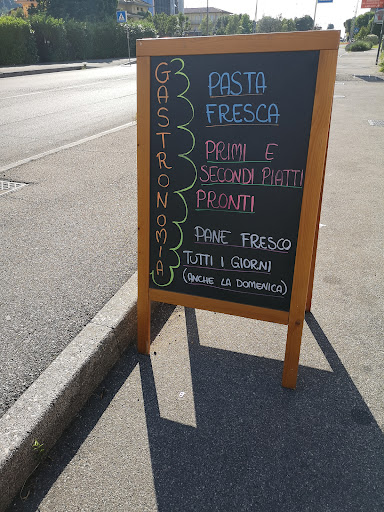 GASTRONOMIA
PASTA
FRESCA
PRIMI E
SECONDI PIATTI
PRONTI
PANE FRESCO
TUTTI I GIORNI
(ANCHE LA DOMENICA)